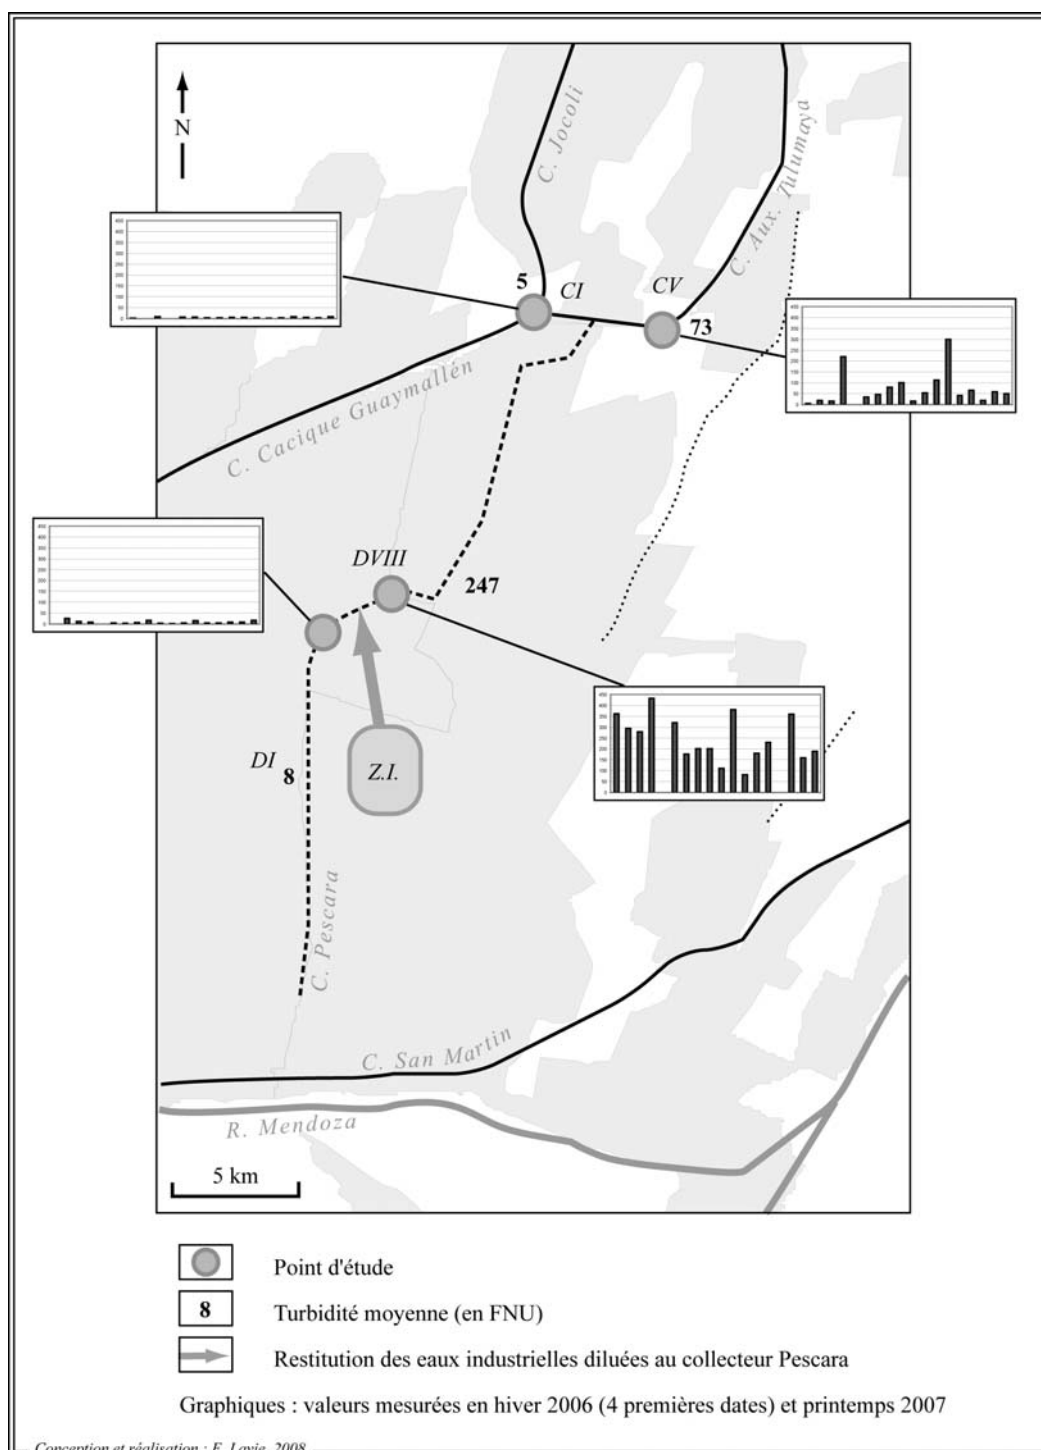 N
C. Jocoli
C. Aux. Tulumaya
5
CI
CV
73
C. Cacique Guaymallén
DVIII
247
DI
8
Z.I.
C. Pescara
C. San Martin
R. Mendoza
5 km
Point d'étude
8
Turbidité moyenne (en FNU)
Restitution des eaux industrielles diluées au collecteur Pescara
Graphiques : valeurs mesurées en hiver 2006 (4 premières dates) et printemps 2007
Conception et réalisation : E. Lavie, 2008